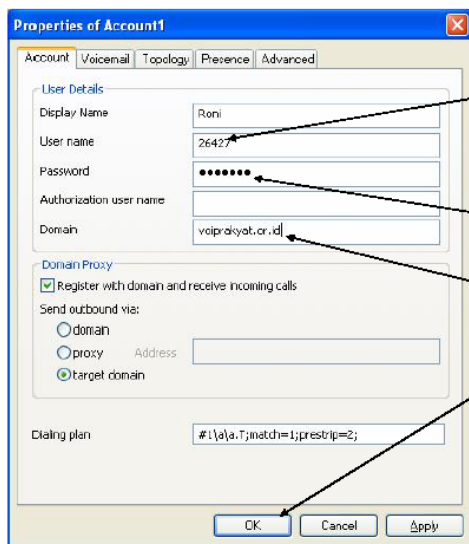 Properties of Account1
Account Voicemail Topology Presence Advanced
User Details
Display Name Roni
User name 26427
Password ●●●●●●●
Authorization user name
Domain voiprakyat.or.id
Domain Proxy
Register with domain and receive incoming calls
Send outbound via:
domain
proxy Address
target domain
Dialing plan #1\a\a.T;match=1;prestrip=2;
OK Cancel Apply